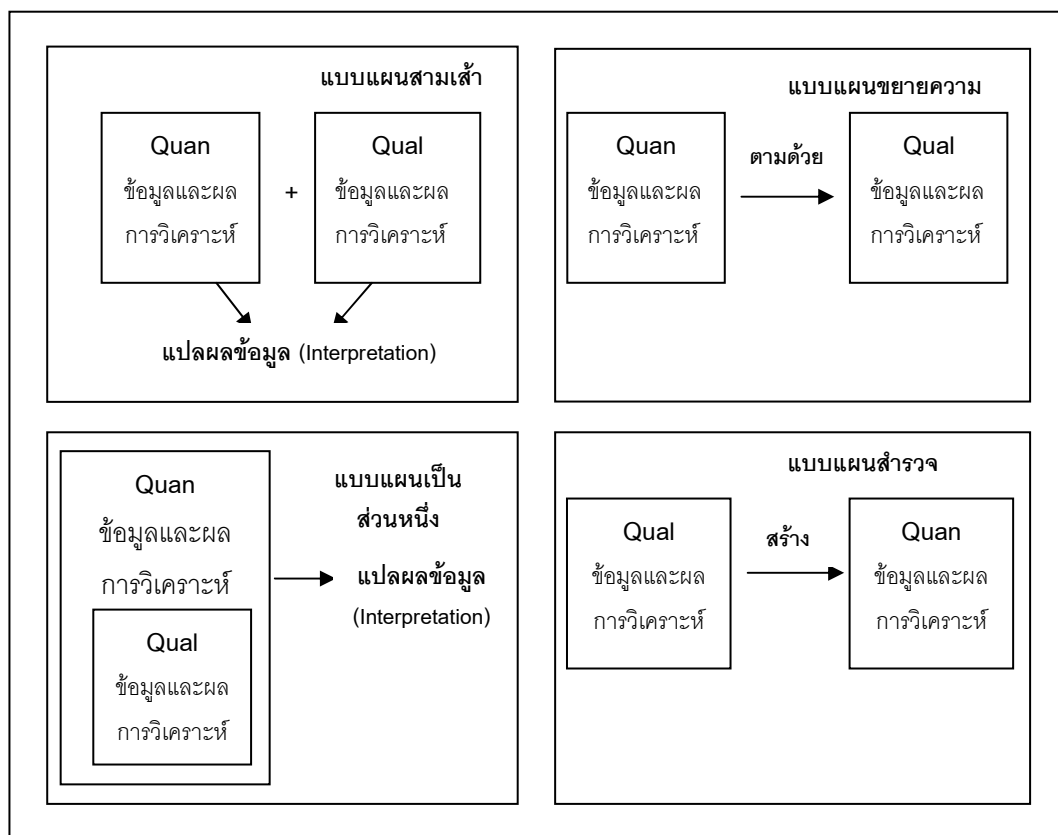 แบบแผนสามเส้า
Quan
ข้อมูลและผล
การวิเคราะห์
+
Qual
ข้อมูลและผล
การวิเคราะห์
แปลผลข้อมูล (Interpretation)
แบบแผนขยายความ
Quan
ข้อมูลและผล
การวิเคราะห์
ตามด้วย
Qual
ข้อมูลและผล
การวิเคราะห์
Quan
ข้อมูลและผล
การวิเคราะห์
Qual
ข้อมูลและผล
การวิเคราะห์
แบบแผนเป็น
ส่วนหนึ่ง
แปลผลข้อมูล
(Interpretation)
แบบแผนสำรวจ
Qual
ข้อมูลและผล
การวิเคราะห์
สร้าง
Quan
ข้อมูลและผล
การวิเคราะห์